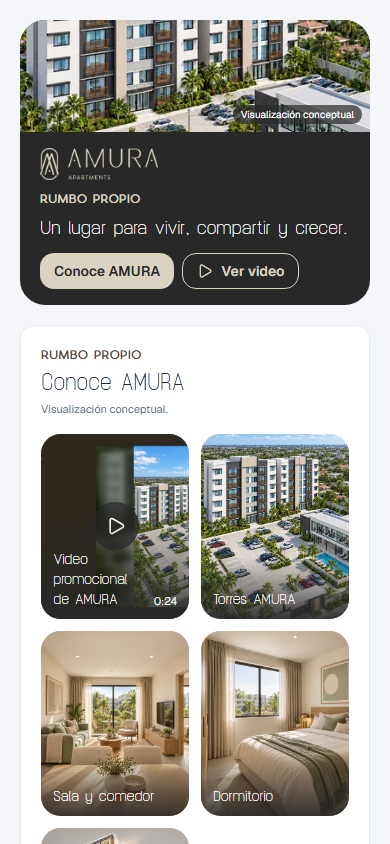 Visualización conceptual
AMURA
APARTMENTS
RUMBO PROPIO
Un lugar para vivir, compartir y crecer.
Conoce AMURA
Ver video
RUMBO PROPIO
Conoce AMURA
Visualización conceptual.
Video
promocional
de AMURA
0:24
Torres AMURA
Sala y comedor
Dormitorio